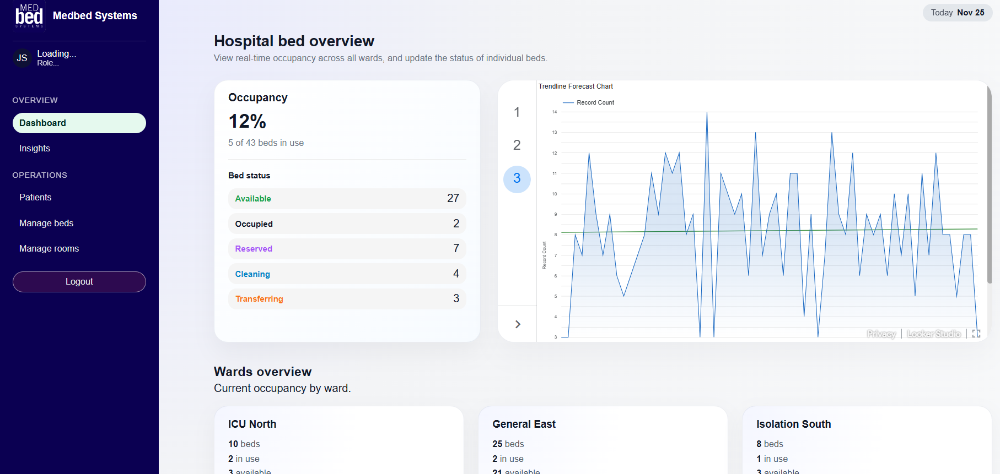 MED
bed
SYSTEMS
Medbed Systems
JS
Loading...
Role...
OVERVIEW
Dashboard
Insights
OPERATIONS
Patients
Manage beds
Manage rooms
Logout
Today Nov 25
Hospital bed overview
View real-time occupancy across all wards, and update the status of individual beds.
Occupancy
12%
5 of 43 beds in use
Bed status
Available 27
Occupied 2
Reserved 7
Cleaning 4
Transferring 3
1
2
3
Trendline Forecast Chart
Record Count
14
13
12
11
10
9
8
7
6
5
4
3
Record Count
Privacy
Looker Studio
Wards overview
Current occupancy by ward.
ICU North
10 beds
2 in use
3 available
General East
25 beds
2 in use
21 available
Isolation South
8 beds
1 in use
3 available